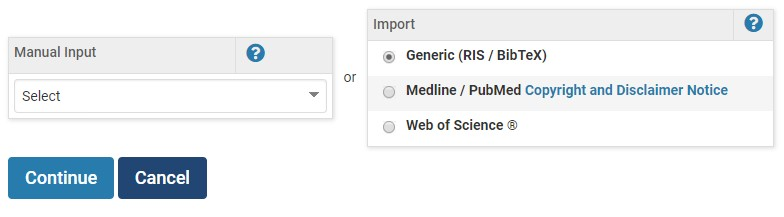 Manual Input ?
Select
or
Import ?
Generic (RIS / BibTeX)
Medline / PubMed Copyright and Disclaimer Notice
Web of Science ®
Continue Cancel